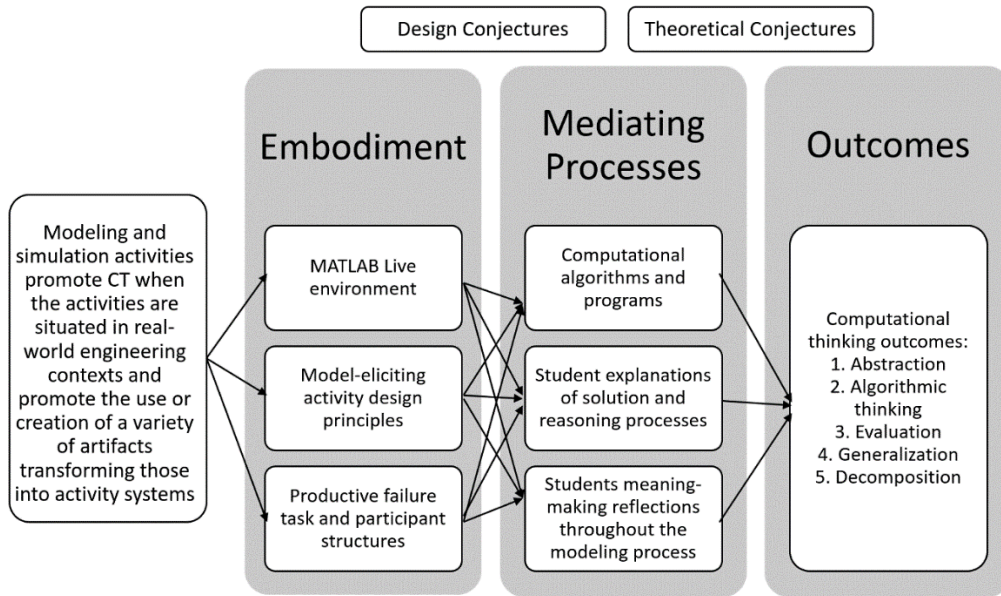 Design Conjectures
Theoretical Conjectures
Embodiment
Mediating
Processes
Outcomes
Modeling and
simulation activities
promote CT when
the activities are
situated in real-
world engineering
contexts and
promote the use or
creation of a variety
of artifacts
transforming those
into activity systems
MATLAB Live
environment
Model-eliciting
activity design
principles
Productive failure
task and participant
structures
Computational
algorithms and
programs
Student explanations
of solution and
reasoning processes
Students meaning-
making reflections
throughout the
modeling process
Computational
thinking outcomes:
1. Abstraction
2. Algorithmic
thinking
3. Evaluation
4. Generalization
5. Decomposition